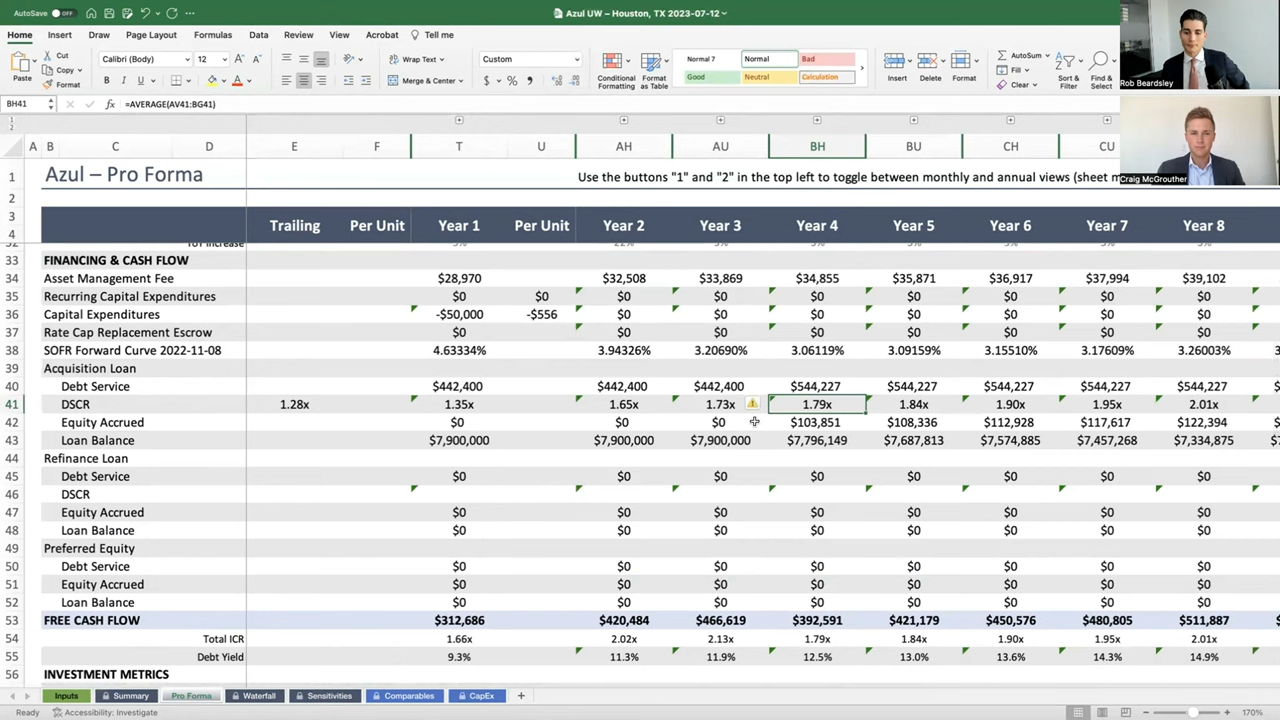 AutoSave OFF
Azul UW – Houston, TX 2023-07-12
Home Insert Draw Page Layout Formulas Data Review View Acrobat Tell me
Paste Cut Copy Format
Calibri (Body) 12
B I U
Wrap Text
Merge & Center
Custom
$ % 
Conditional Formatting
Format as Table
Normal 7 Normal Bad
Good Neutral Calculation
Insert Delete Format
AutoSum Fill Clear
Sort & Filter
Find & Select
Rob Beardsley
Craig McGrouther
BH41 fx =AVERAGE(AV41:BG41)
1
2
A B C D E F T U AH AU BH BU CH CU
1 Azul – Pro Forma Use the buttons "1" and "2" in the top left to toggle between monthly and annual views (sheet m
2
3
4 Trailing Per Unit Year 1 Per Unit Year 2 Year 3 Year 4 Year 5 Year 6 Year 7 Year 8
33 FINANCING & CASH FLOW
34 Asset Management Fee $28,970 $32,508 $33,869 $34,855 $35,871 $36,917 $37,994 $39,102
35 Recurring Capital Expenditures $0 $0 $0 $0 $0 $0 $0 $0 $0
36 Capital Expenditures -$50,000 -$556 $0 $0 $0 $0 $0 $0 $0
37 Rate Cap Replacement Escrow $0 $0 $0 $0 $0 $0 $0 $0
38 SOFR Forward Curve 2022-11-08 4.63334% 3.94326% 3.20690% 3.06119% 3.09159% 3.15510% 3.17609% 3.26003%
39 Acquisition Loan
40 Debt Service $442,400 $442,400 $442,400 $544,227 $544,227 $544,227 $544,227 $544,227
41 DSCR 1.28x 1.35x 1.65x 1.73x 1.79x 1.84x 1.90x 1.95x 2.01x
42 Equity Accrued $0 $0 $0 $103,851 $108,336 $112,928 $117,617 $122,394
43 Loan Balance $7,900,000 $7,900,000 $7,900,000 $7,796,149 $7,687,813 $7,574,885 $7,457,268 $7,334,875
44 Refinance Loan
45 Debt Service $0 $0 $0 $0 $0 $0 $0 $0
46 DSCR
47 Equity Accrued $0 $0 $0 $0 $0 $0 $0 $0
48 Loan Balance $0 $0 $0 $0 $0 $0 $0 $0
49 Preferred Equity
50 Debt Service $0 $0 $0 $0 $0 $0 $0 $0
51 Equity Accrued $0 $0 $0 $0 $0 $0 $0 $0
52 Loan Balance $0 $0 $0 $0 $0 $0 $0 $0
53 FREE CASH FLOW $312,686 $420,484 $466,619 $392,591 $421,179 $450,576 $480,805 $511,887
54 Total ICR 1.66x 2.02x 2.13x 1.79x 1.84x 1.90x 1.95x 2.01x
55 Debt Yield 9.3% 11.3% 11.9% 12.5% 13.0% 13.6% 14.3% 14.9%
56 INVESTMENT METRICS
Inputs Summary Pro Forma Waterfall Sensitivities Comparables CapEx +
Ready Accessibility: Investigate 170%